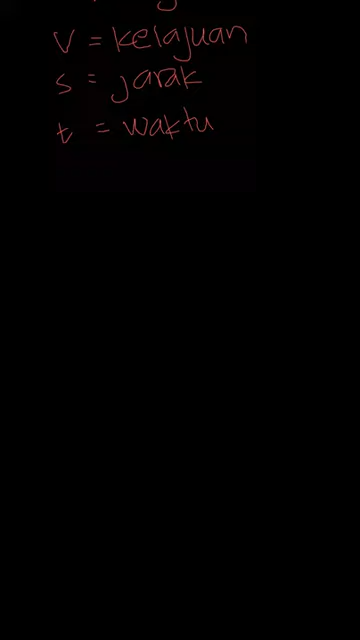 v = kelajuan
s = jarak
t = waktu